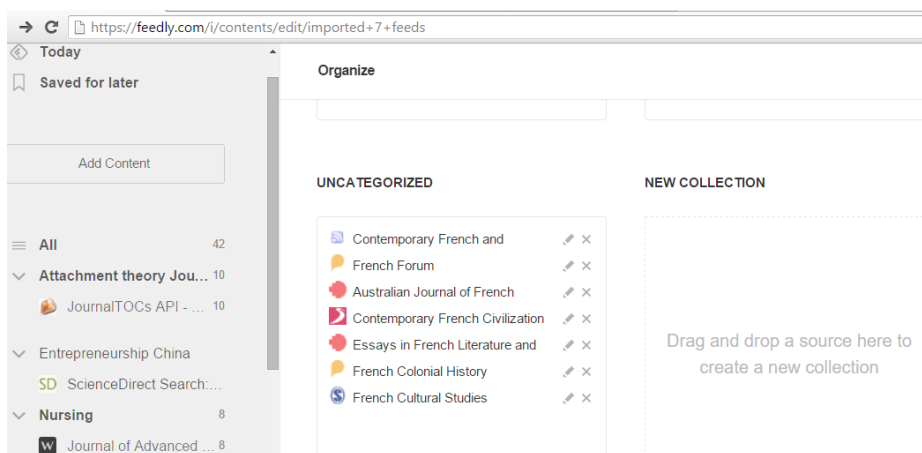 https://feedly.com/i/contents/edit/imported+7+feeds
Today
Saved for later
Add Content
All 42
Attachment theory Jou... 10
JournalTOCs API - ... 10
Entrepreneurship China
SD ScienceDirect Search:...
Nursing 8
W Journal of Advanced ... 8
Organize
UNCATEGORIZED
Contemporary French and
French Forum
Australian Journal of French
Contemporary French Civilization
Essays in French Literature and
French Colonial History
S French Cultural Studies
NEW COLLECTION
Drag and drop a source here to
create a new collection